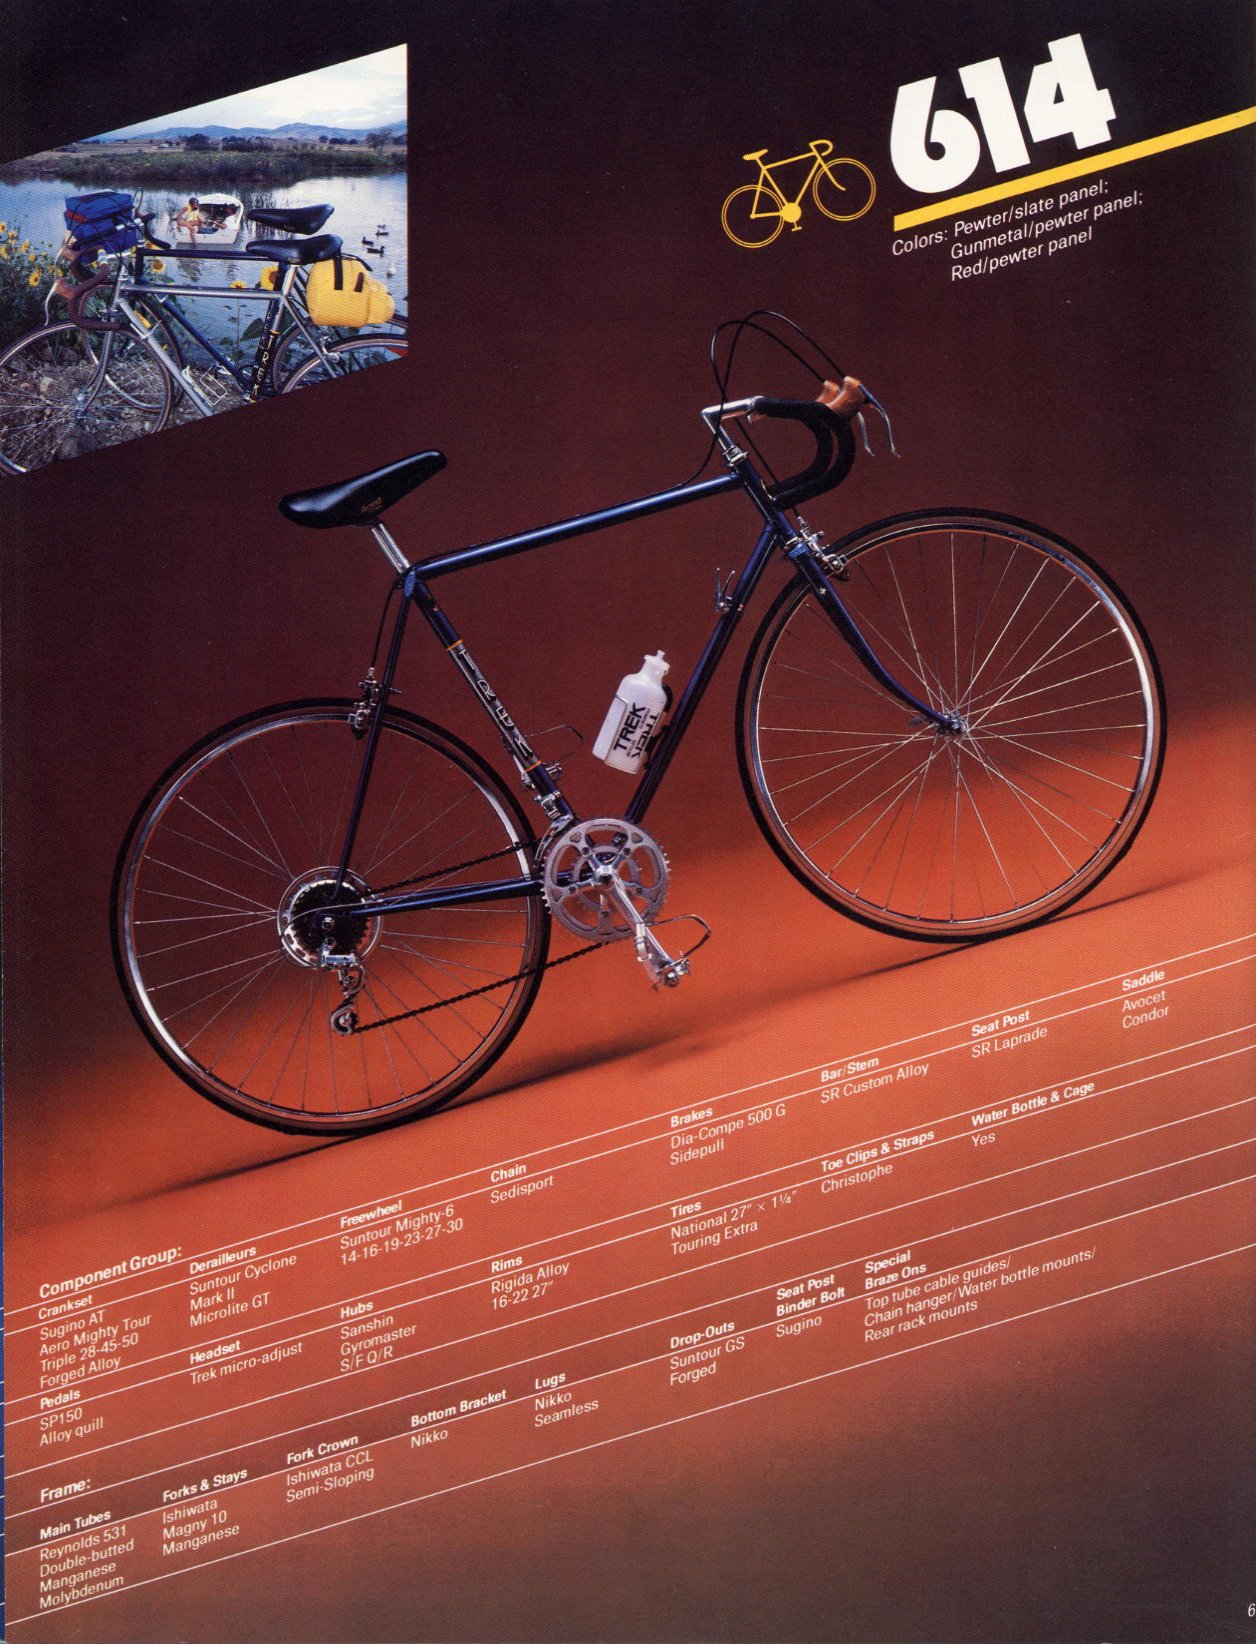 614
Colors: Pewter/slate panel;
Gunmetal/pewter panel;
Red/pewter panel
TREK
TREK
Avocet
TREK
TREK
Component Group:
Crankset
Sugino AT
Aero Mighty Tour
Triple 28-45-50
Forged Alloy
Derailleurs
Suntour Cyclone
Mark II
Microlite GT
Freewheel
Suntour Mighty-6
14-16-19-23-27-30
Chain
Sedisport
Brakes
Dia-Compe 500 G
Sidepull
Bar/Stem
SR Custom Alloy
Seat Post
SR Laprade
Saddle
Avocet
Condor
Pedals
SP150
Alloy quill
Headset
Trek micro-adjust
Hubs
Sanshin
Gyromaster
S/F Q/R
Rims
Rigida Alloy
16-22 27"
Tires
National 27" × 1¼"
Touring Extra
Toe Clips & Straps
Christophe
Water Bottle & Cage
Yes
Frame:
Main Tubes
Reynolds 531
Double-butted
Manganese
Molybdenum
Forks & Stays
Ishiwata
Magny 10
Manganese
Fork Crown
Ishiwata CCL
Semi-Sloping
Bottom Bracket
Nikko
Lugs
Nikko
Seamless
Drop-Outs
Suntour GS
Forged
Seat Post
Binder Bolt
Sugino
Special
Braze Ons
Top tube cable guides/
Chain hanger/Water bottle mounts/
Rear rack mounts
6